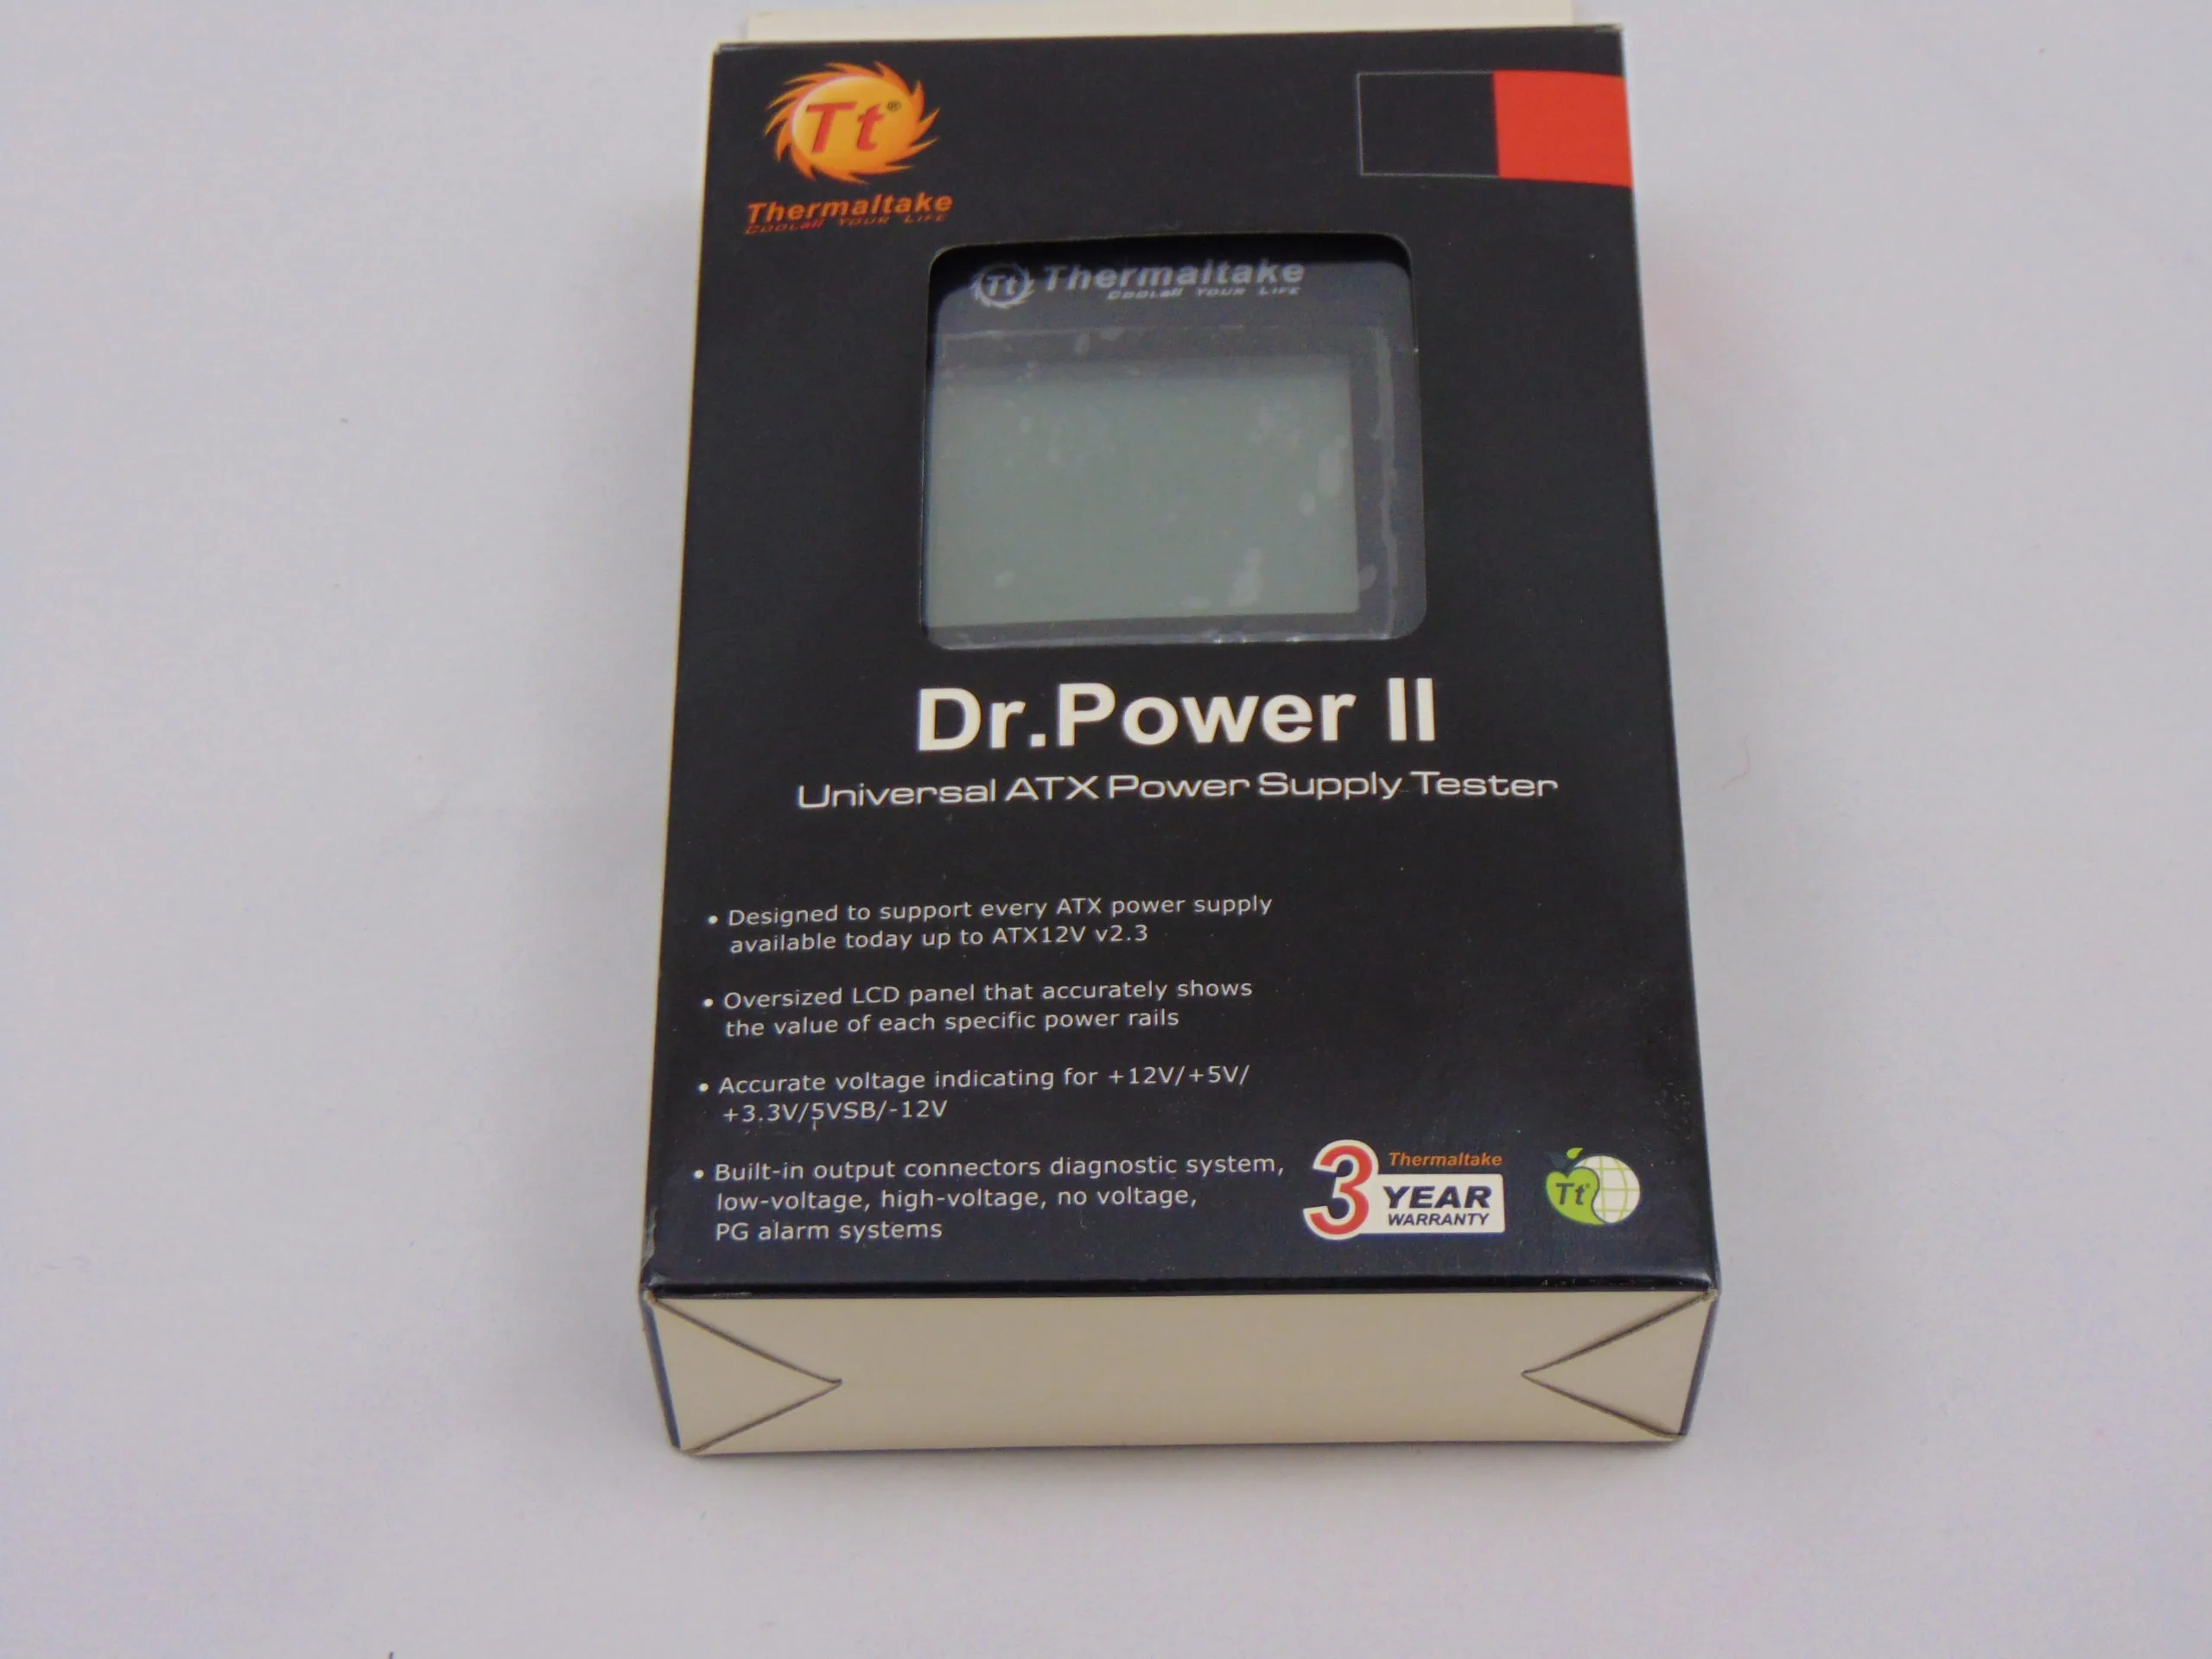 Tt®
Thermaltake
COOLall YOUR LIFE
Tt Thermaltake
COOLall YOUR LIFE
Dr.Power II
Universal ATX Power Supply Tester
• Designed to support every ATX power supply
available today up to ATX12V v2.3
• Oversized LCD panel that accurately shows
the value of each specific power rails
• Accurate voltage indicating for +12V/+5V/
+3.3V/5VSB/-12V
• Built-in output connectors diagnostic system,
low-voltage, high-voltage, no voltage,
PG alarm systems
Thermaltake
3 YEAR
WARRANTY
Tt